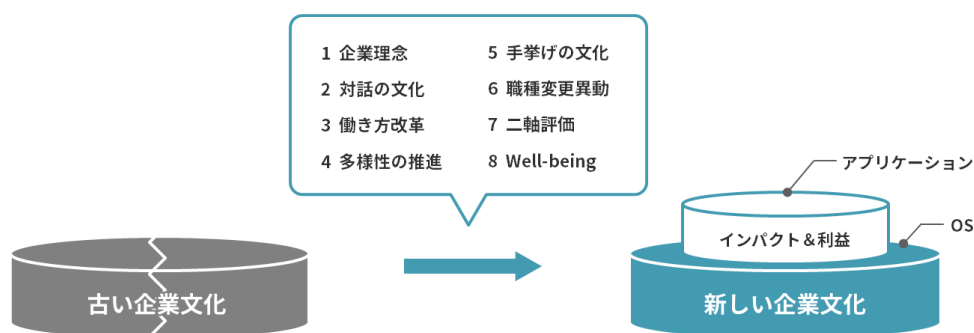 1 企業理念
2 対話の文化
3 働き方改革
4 多様性の推進
5 手挙げの文化
6 職種変更異動
7 二軸評価
8 Well-being
古い企業文化
アプリケーション
OS
インパクト＆利益
新しい企業文化